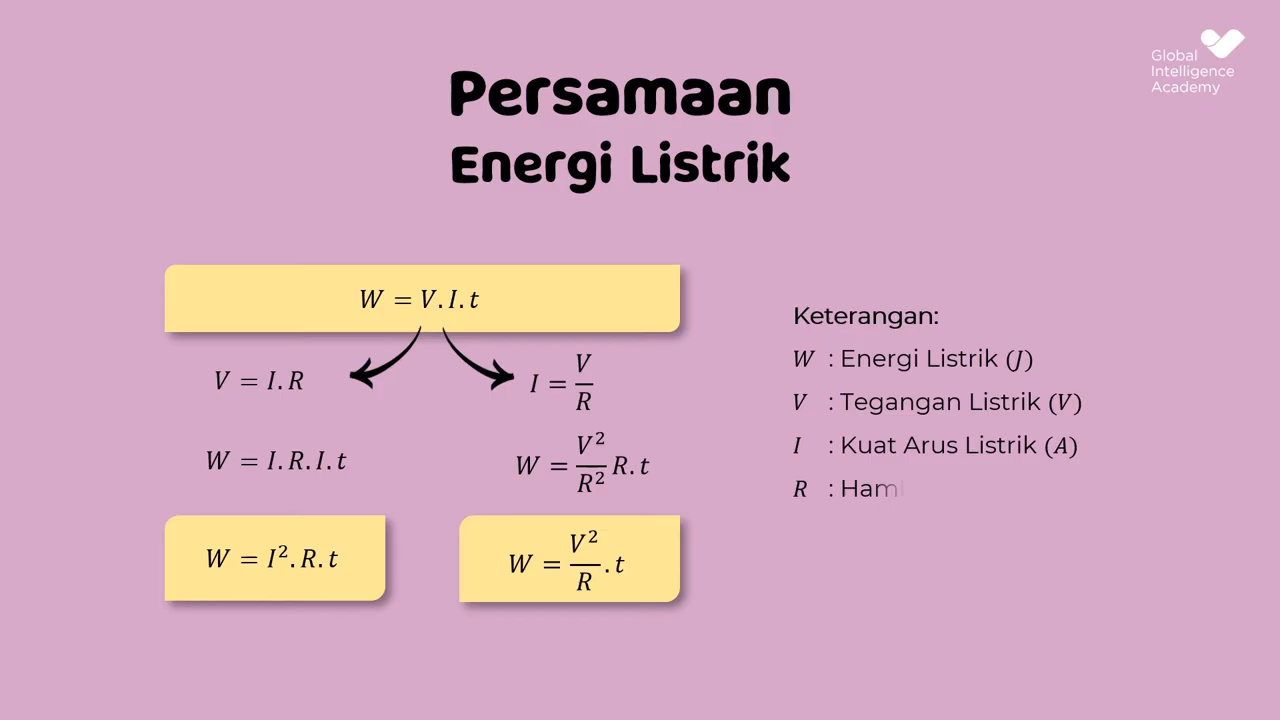 Global
Intelligence
Academy
Persamaan
Energi Listrik
W = V.I.t
V = I.R
I = V/R
W = I.R.I.t
W = V²/R² R.t
W = I².R.t
W = V²/R .t
Keterangan:
W : Energi Listrik (J)
V : Tegangan Listrik (V)
I : Kuat Arus Listrik (A)
R : Ham